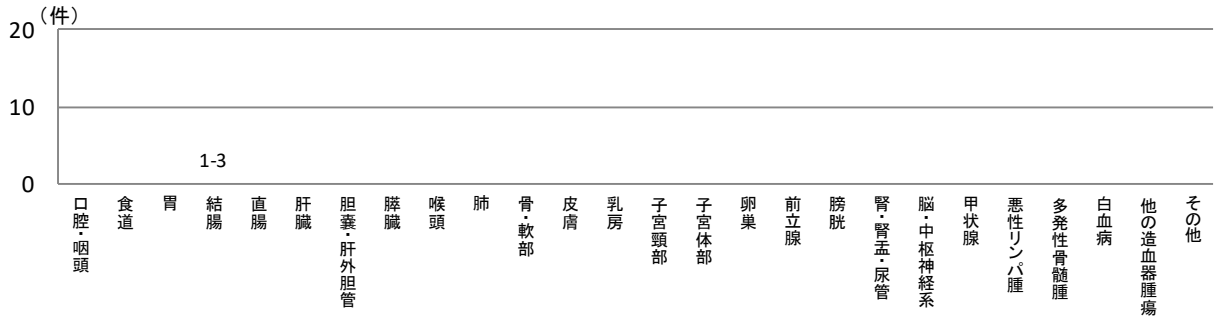 （件）
20
10
0
1-3
口腔・咽頭
食道
胃
結腸
直腸
肝臓
胆嚢・肝外胆管
膵臓
喉頭
肺
骨・軟部
皮膚
乳房
子宮頸部
子宮体部
卵巣
前立腺
膀胱
腎・腎盂・尿管
脳・中枢神経系
甲状腺
悪性リンパ腫
多発性骨髄腫
白血病
他の造血器腫瘍
その他